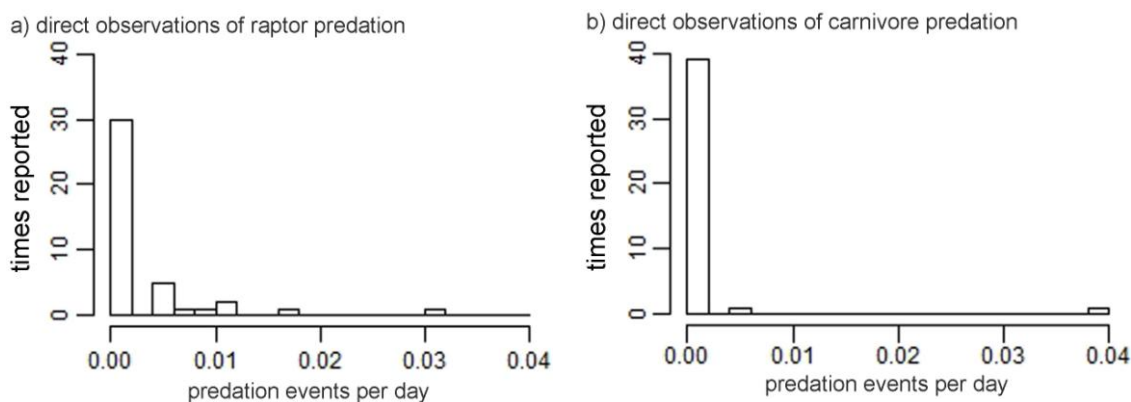 a) direct observations of raptor predation
40
30
20
10
0
times reported
0.00 0.01 0.02 0.03 0.04
predation events per day
b) direct observations of carnivore predation
40
30
20
10
0
times reported
0.00 0.01 0.02 0.03 0.04
predation events per day